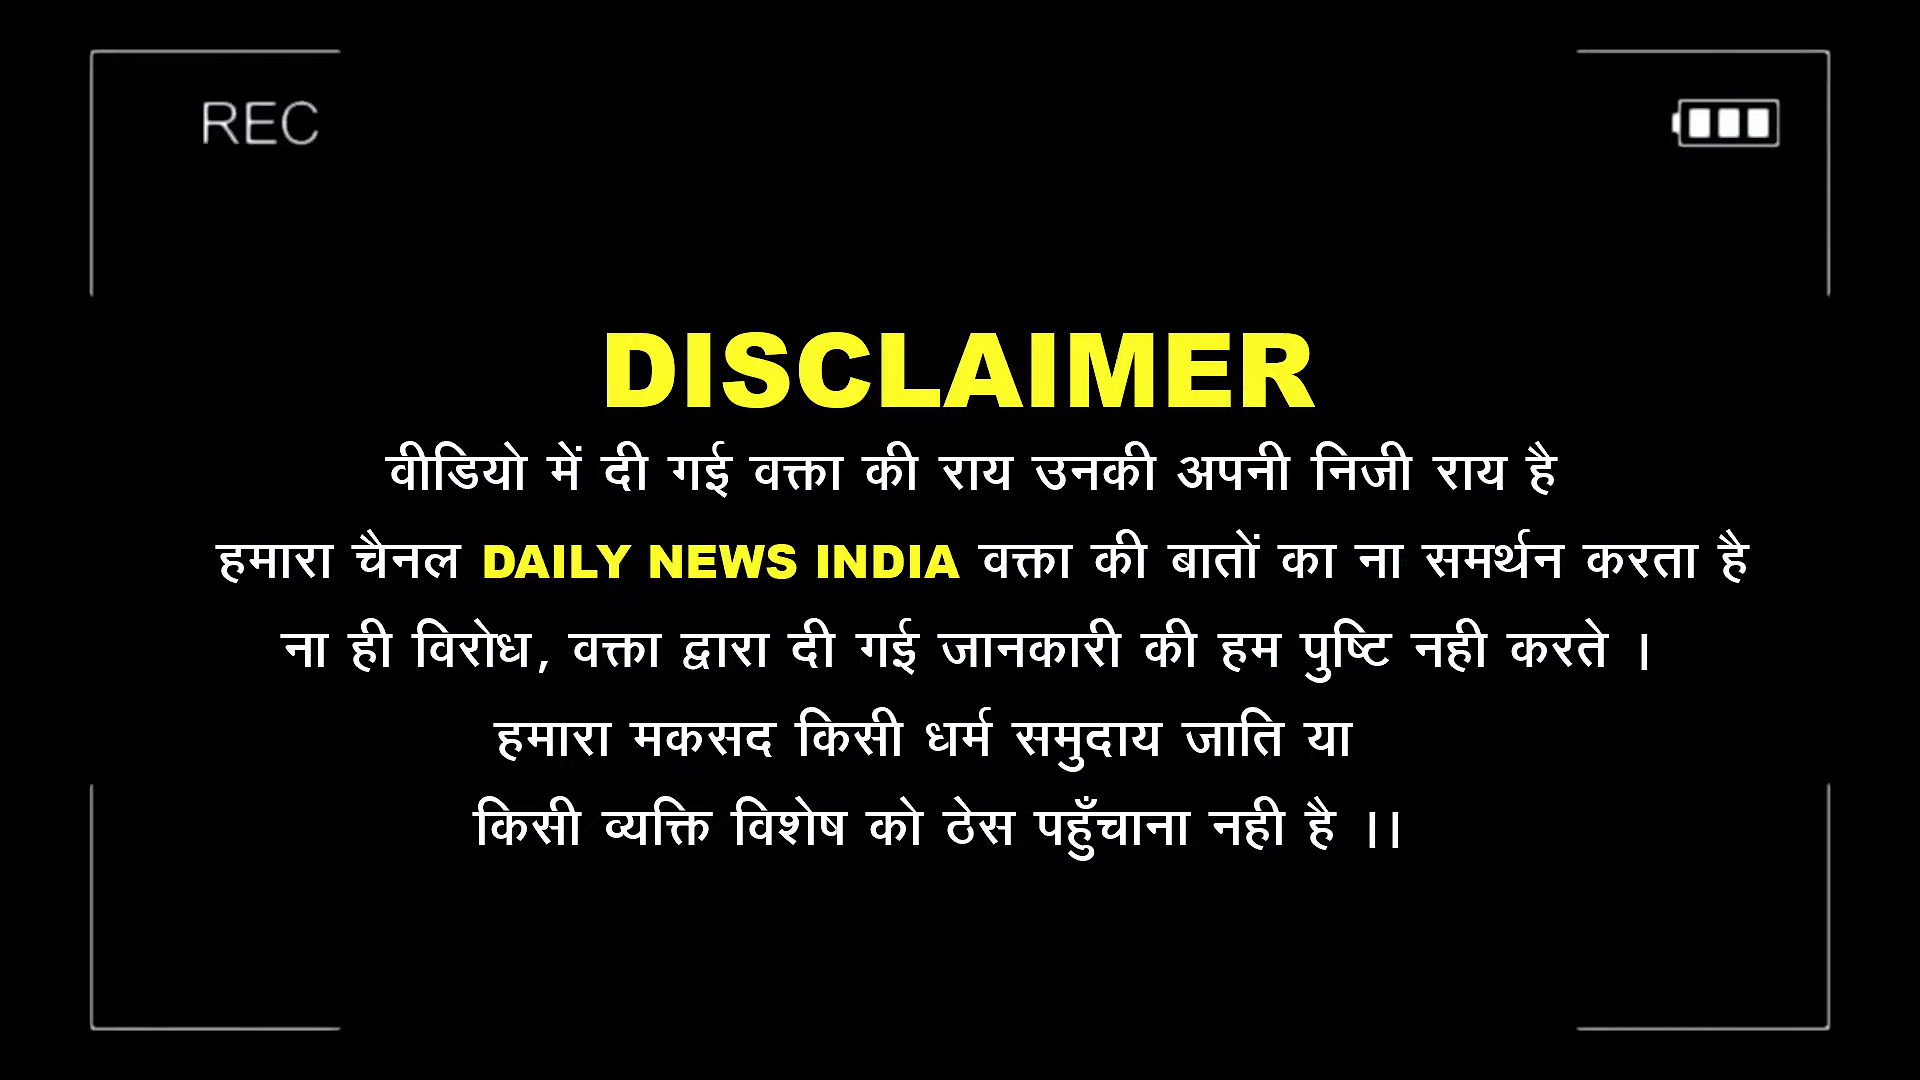 REC
DISCLAIMER
वीडियो में दी गई वक्ता की राय उनकी अपनी निजी राय है
हमारा चैनल DAILY NEWS INDIA वक्ता की बातों का ना समर्थन करता है
ना ही विरोध, वक्ता द्वारा दी गई जानकारी की हम पुष्टि नही करते ।
हमारा मकसद किसी धर्म समुदाय जाति या
किसी व्यक्ति विशेष को ठेस पहुँचाना नही है ।।